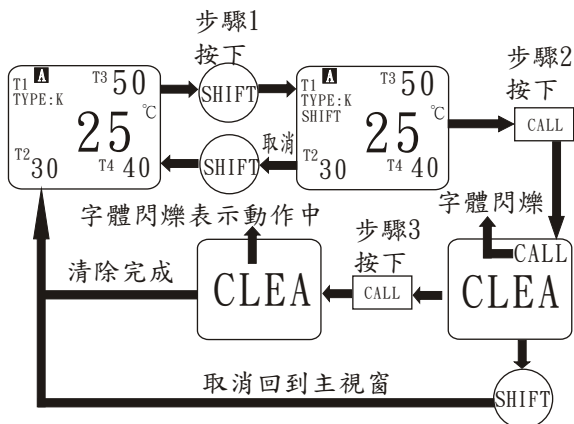 步驟1
按下
T1
A
T3 50
TYPE:K
25
℃
T2 30
T4 40
SHIFT
SHIFT
取消
T1
A
T3 50
TYPE:K
SHIFT
25
℃
T2 30
T4 40
步驟2
按下
CALL
字體閃爍
CALL
CLEA
步驟3
按下
CALL
字體閃爍表示動作中
CLEA
清除完成
取消回到主視窗
SHIFT